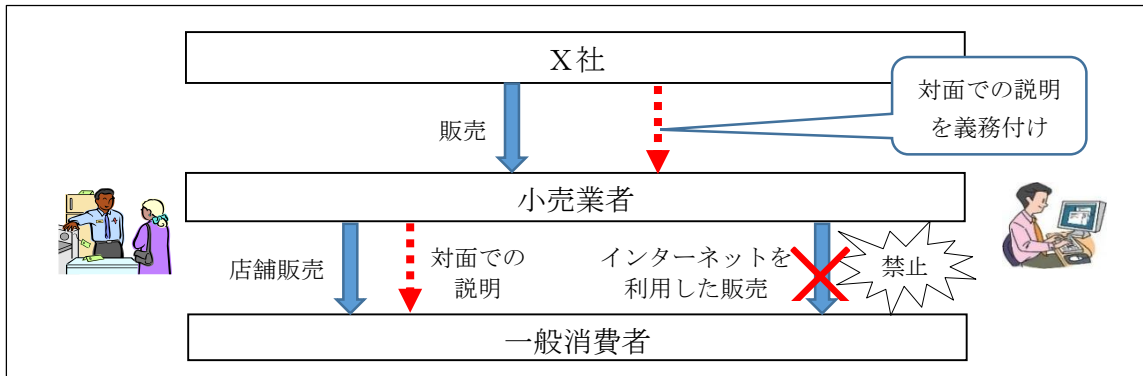 X社
対面での説明
を義務付け
販売
小売業者
店舗販売
対面での
説明
インターネットを
利用した販売
禁止
一般消費者